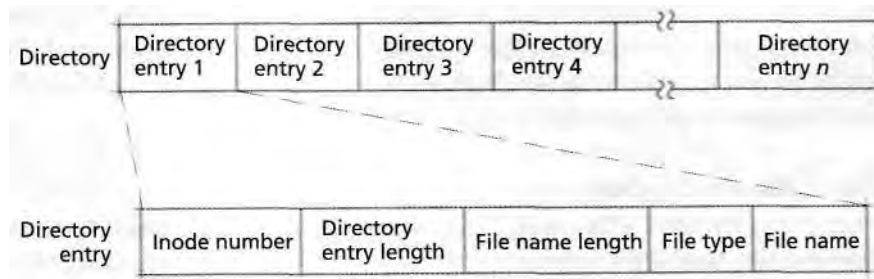 Directory
Directory entry 1
Directory entry 2
Directory entry 3
Directory entry 4
Directory entry n
Directory entry
Inode number
Directory entry length
File name length
File type
File name